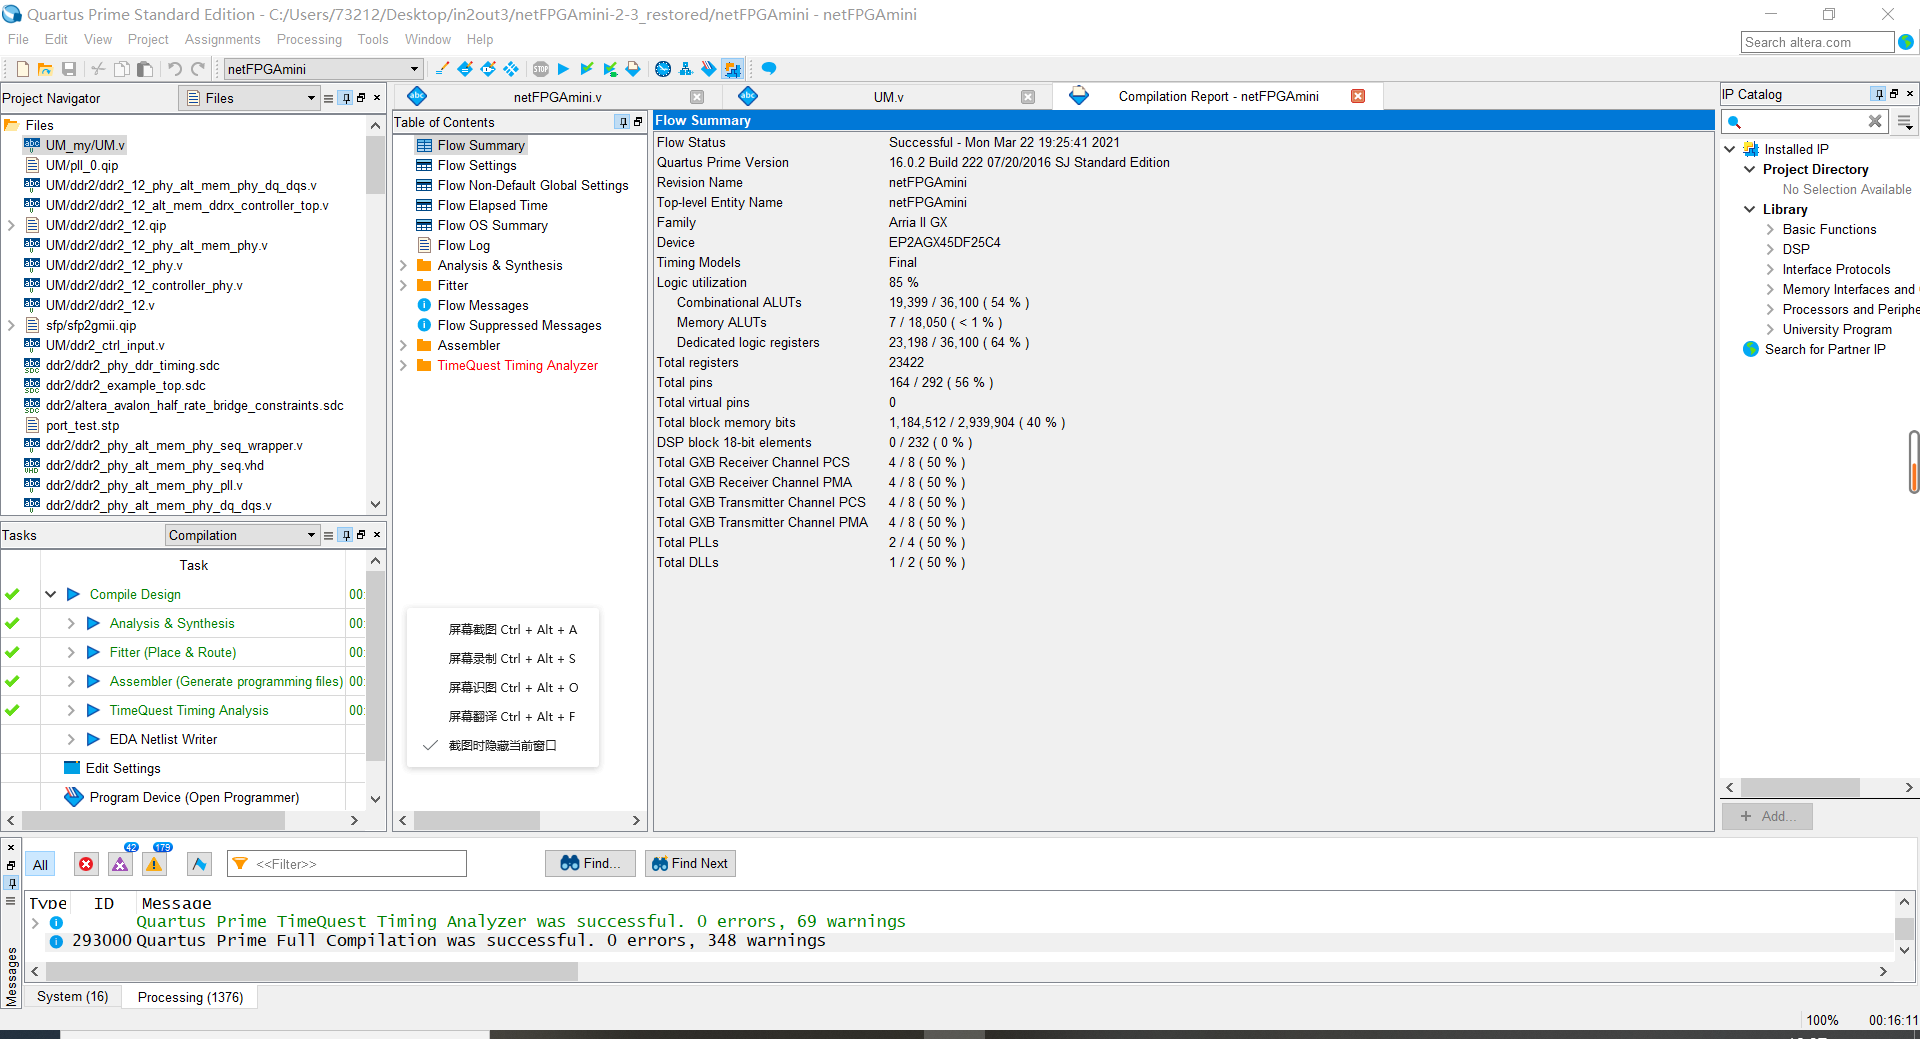 Quartus Prime Standard Edition - C:/Users/73212/Desktop/in2out3/netFPGAmini-2-3_restored/netFPGAmini - netFPGAmini
File Edit View Project Assignments Processing Tools Window Help
Search altera.com
netFPGAmini
Project Navigator
Files
netFPGAmini.v
UM.v
Compilation Report - netFPGAmini
IP Catalog
Files
UM_my/UM.v
UM/pll_0.qip
UM/ddr2/ddr2_12_phy_alt_mem_phy_dq_dqs.v
UM/ddr2/ddr2_12_alt_mem_ddrx_controller_top.v
UM/ddr2/ddr2_12.qip
UM/ddr2/ddr2_12_phy_alt_mem_phy.v
UM/ddr2/ddr2_12_phy.v
UM/ddr2/ddr2_12_controller_phy.v
UM/ddr2/ddr2_12.v
sfp/sfp2gmii.qip
UM/ddr2_ctrl_input.v
ddr2/ddr2_phy_ddr_timing.sdc
ddr2/ddr2_example_top.sdc
ddr2/altera_avalon_half_rate_bridge_constraints.sdc
port_test.stp
ddr2/ddr2_phy_alt_mem_phy_seq_wrapper.v
ddr2/ddr2_phy_alt_mem_phy_seq.vhd
ddr2/ddr2_phy_alt_mem_phy_pll.v
ddr2/ddr2_phy_alt_mem_phy_dq_dqs.v
Table of Contents
Flow Summary
Flow Settings
Flow Non-Default Global Settings
Flow Elapsed Time
Flow OS Summary
Flow Log
Analysis & Synthesis
Fitter
Flow Messages
Flow Suppressed Messages
Assembler
TimeQuest Timing Analyzer
Flow Summary
Flow Status Successful - Mon Mar 22 19:25:41 2021
Quartus Prime Version 16.0.2 Build 222 07/20/2016 SJ Standard Edition
Revision Name netFPGAmini
Top-level Entity Name netFPGAmini
Family Arria II GX
Device EP2AGX45DF25C4
Timing Models Final
Logic utilization 85 %
Combinational ALUTs 19,399 / 36,100 ( 54 % )
Memory ALUTs 7 / 18,050 ( < 1 % )
Dedicated logic registers 23,198 / 36,100 ( 64 % )
Total registers 23422
Total pins 164 / 292 ( 56 % )
Total virtual pins 0
Total block memory bits 1,184,512 / 2,939,904 ( 40 % )
DSP block 18-bit elements 0 / 232 ( 0 % )
Total GXB Receiver Channel PCS 4 / 8 ( 50 % )
Total GXB Receiver Channel PMA 4 / 8 ( 50 % )
Total GXB Transmitter Channel PCS 4 / 8 ( 50 % )
Total GXB Transmitter Channel PMA 4 / 8 ( 50 % )
Total PLLs 2 / 4 ( 50 % )
Total DLLs 1 / 2 ( 50 % )
Installed IP
Project Directory
No Selection Available
Library
Basic Functions
DSP
Interface Protocols
Memory Interfaces and
Processors and Periphe
University Program
Search for Partner IP
+ Add...
Tasks
Compilation
Task
Compile Design 00:
Analysis & Synthesis 00:
Fitter (Place & Route) 00:
Assembler (Generate programming files) 00:
TimeQuest Timing Analysis 00:
EDA Netlist Writer
Edit Settings
Program Device (Open Programmer)
屏幕截图 Ctrl + Alt + A
屏幕录制 Ctrl + Alt + S
屏幕识图 Ctrl + Alt + O
屏幕翻译 Ctrl + Alt + F
截图时隐藏当前窗口
All
42
179
<<Filter>>
Find...
Find Next
Type ID Message
Quartus Prime TimeQuest Timing Analyzer was successful. 0 errors, 69 warnings
293000 Quartus Prime Full Compilation was successful. 0 errors, 348 warnings
Messages
System (16)
Processing (1376)
100% 00:16:11